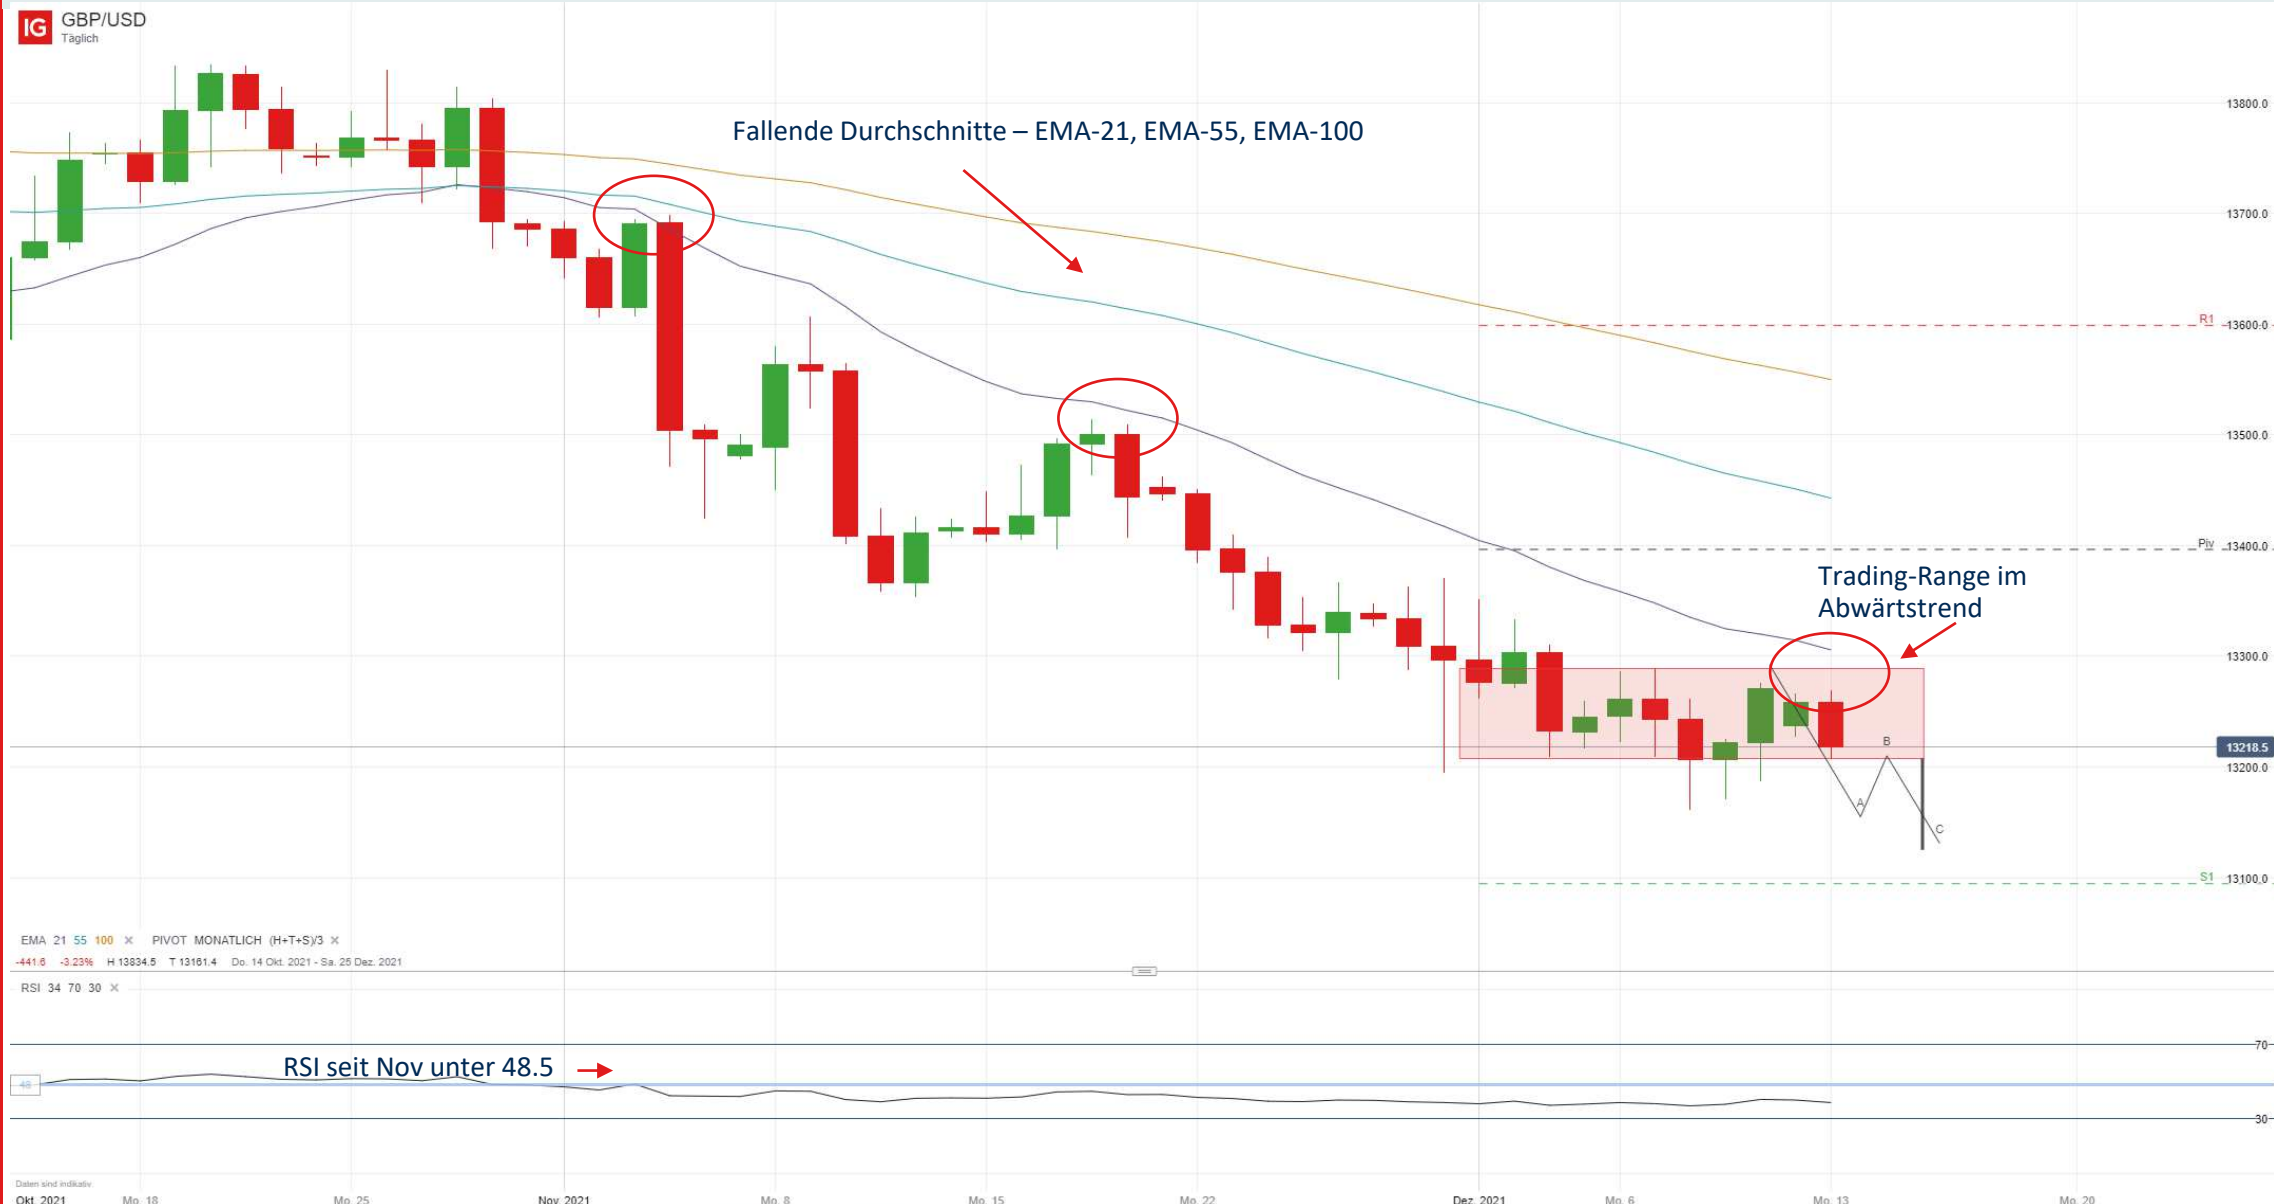 IG GBP/USD
Täglich
Fallende Durchschnitte – EMA-21, EMA-55, EMA-100
13800.0
13700.0
R1 13600.0
13500.0
Piv 13400.0
Trading-Range im
Abwärtstrend
13300.0
B
13218.5
13200.0
A
C
S1 13100.0
EMA 21 55 100 × PIVOT MONATLICH (H+T+S)/3 ×
-441.6 -3.23% H 13834.5 T 13161.4 Do. 14 Okt. 2021 - Sa. 25 Dez. 2021
RSI 34 70 30 ×
70
RSI seit Nov unter 48.5
48
30
Daten sind indikativ
Okt. 2021 Mo. 18 Mo. 25 Nov. 2021 Mo. 8 Mo. 15 Mo. 22 Dez. 2021 Mo. 6 Mo. 13 Mo. 20